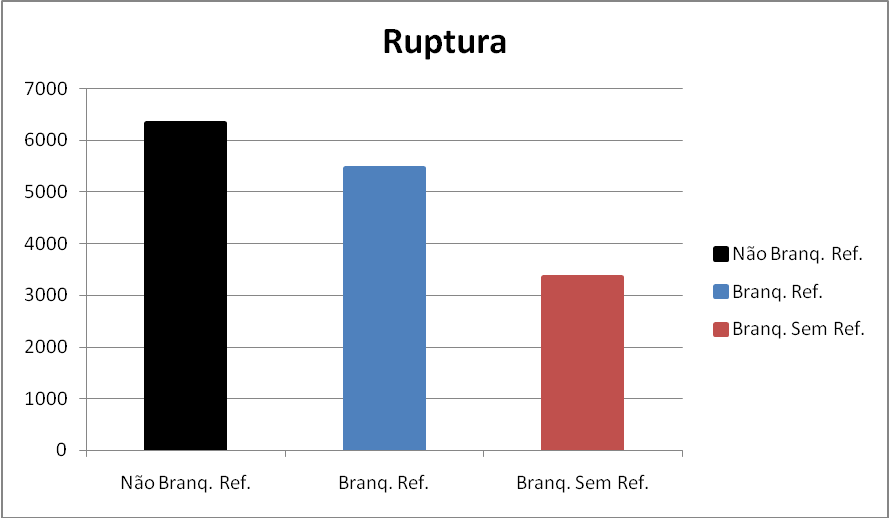 Ruptura
7000
6000
5000
4000
3000
2000
1000
0
Não Branq. Ref.
Branq. Ref.
Branq. Sem Ref.
Não Branq. Ref.
Branq. Ref.
Branq. Sem Ref.